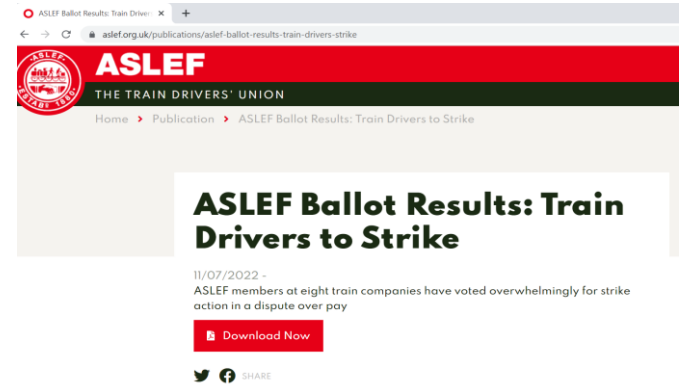 ASLEF Ballot Results: Train Driver
aslef.org.uk/publications/aslef-ballot-results-train-drivers-strike
ASLEF
ESTABD 1880
ASLEF
THE TRAIN DRIVERS' UNION
Home > Publication > ASLEF Ballot Results: Train Drivers to Strike
ASLEF Ballot Results: Train
Drivers to Strike
11/07/2022 -
ASLEF members at eight train companies have voted overwhelmingly for strike
action in a dispute over pay
Download Now
SHARE